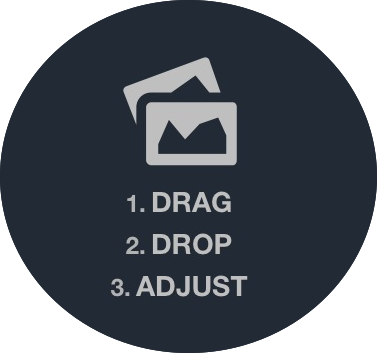 1. DRAG
2. DROP
3. ADJUST